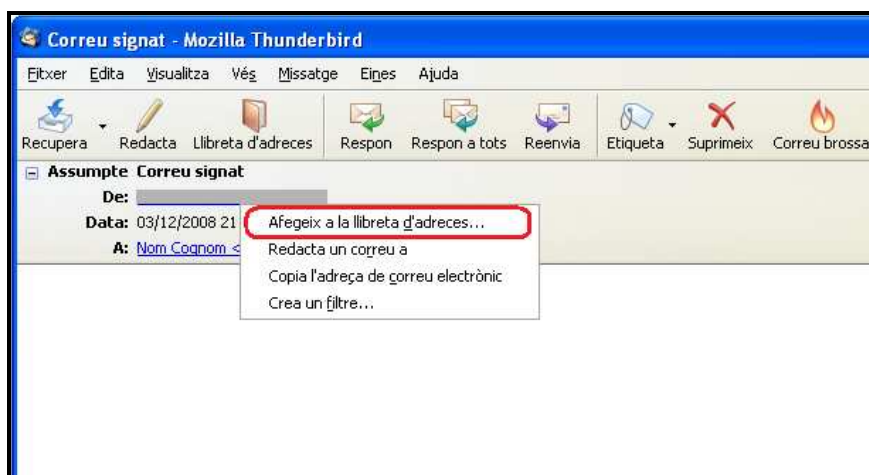 Correu signat - Mozilla Thunderbird
Fitxer Edita Visualitza Vés Missatge Eines Ajuda
Recupera Redacta Llibreta d'adreces Respon Respon a tots Reenvia Etiqueta Suprimeix Correu brossa
Assumpte Correu signat
De:
Data: 03/12/2008 21
A: Nom Cognom <
Afegeix a la llibreta d'adreces...
Redacta un correu a
Copia l'adreça de correu electrònic
Crea un filtre...